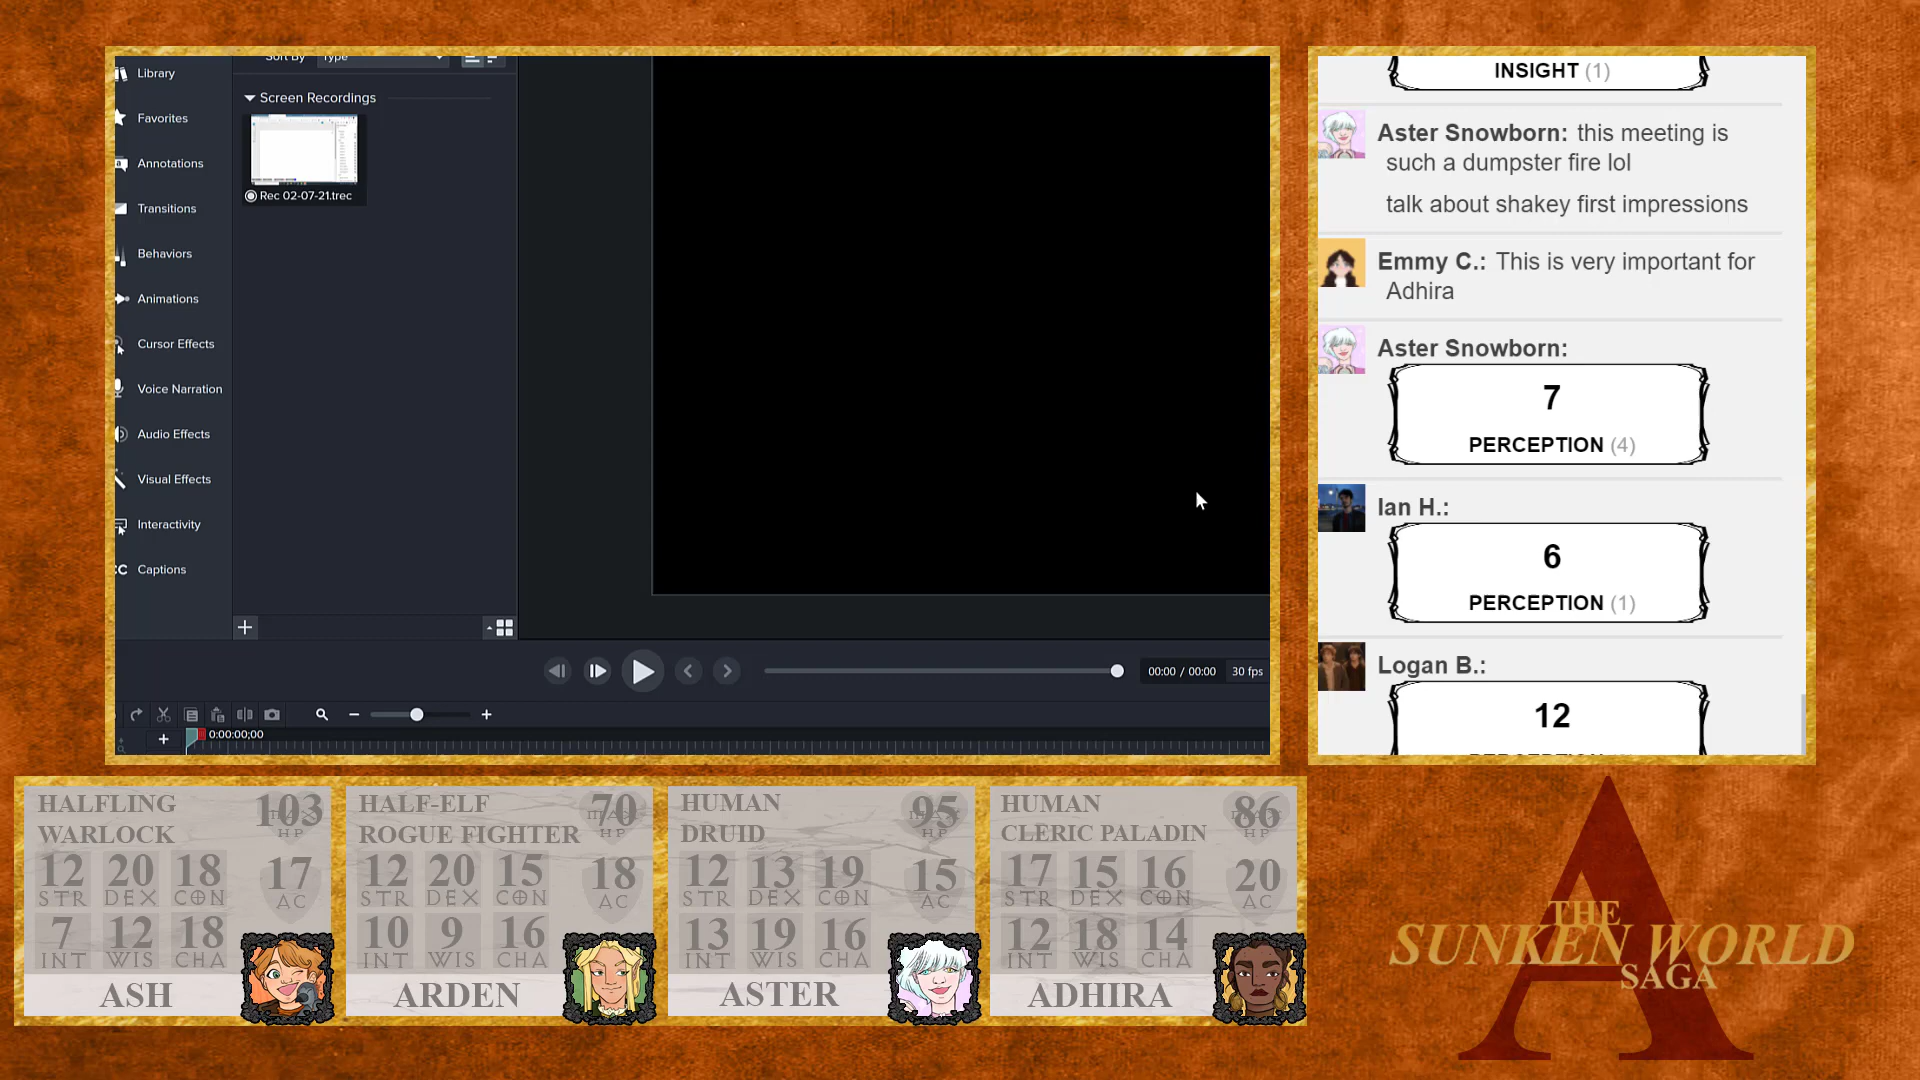 Sort By Type
Library
Favorites
Annotations
Transitions
Behaviors
Animations
Cursor Effects
Voice Narration
Audio Effects
Visual Effects
Interactivity
CC Captions
Screen Recordings
Rec 02-07-21.trec
00:00 / 00:00 30 fps
0:00:00;00
INSIGHT (1)
Aster Snowborn: this meeting is
such a dumpster fire lol
talk about shakey first impressions
Emmy C.: This is very important for
Adhira
Aster Snowborn:
7
PERCEPTION (4)
Ian H.:
6
PERCEPTION (1)
Logan B.:
12
HALFLING
WARLOCK
103
HP
12 20 18 17
STR DEX CON AC
7 12 18
INT WIS CHA
ASH
HALF-ELF
ROGUE FIGHTER
70
HP
12 20 15 18
STR DEX CON AC
10 9 16
INT WIS CHA
ARDEN
HUMAN
DRUID
95
HP
12 13 19 15
STR DEX CON AC
13 19 16
INT WIS CHA
ASTER
HUMAN
CLERIC PALADIN
86
HP
17 15 16 20
STR DEX CON AC
12 18 14
INT WIS CHA
ADHIRA
A
THE
SUNKEN WORLD
SAGA